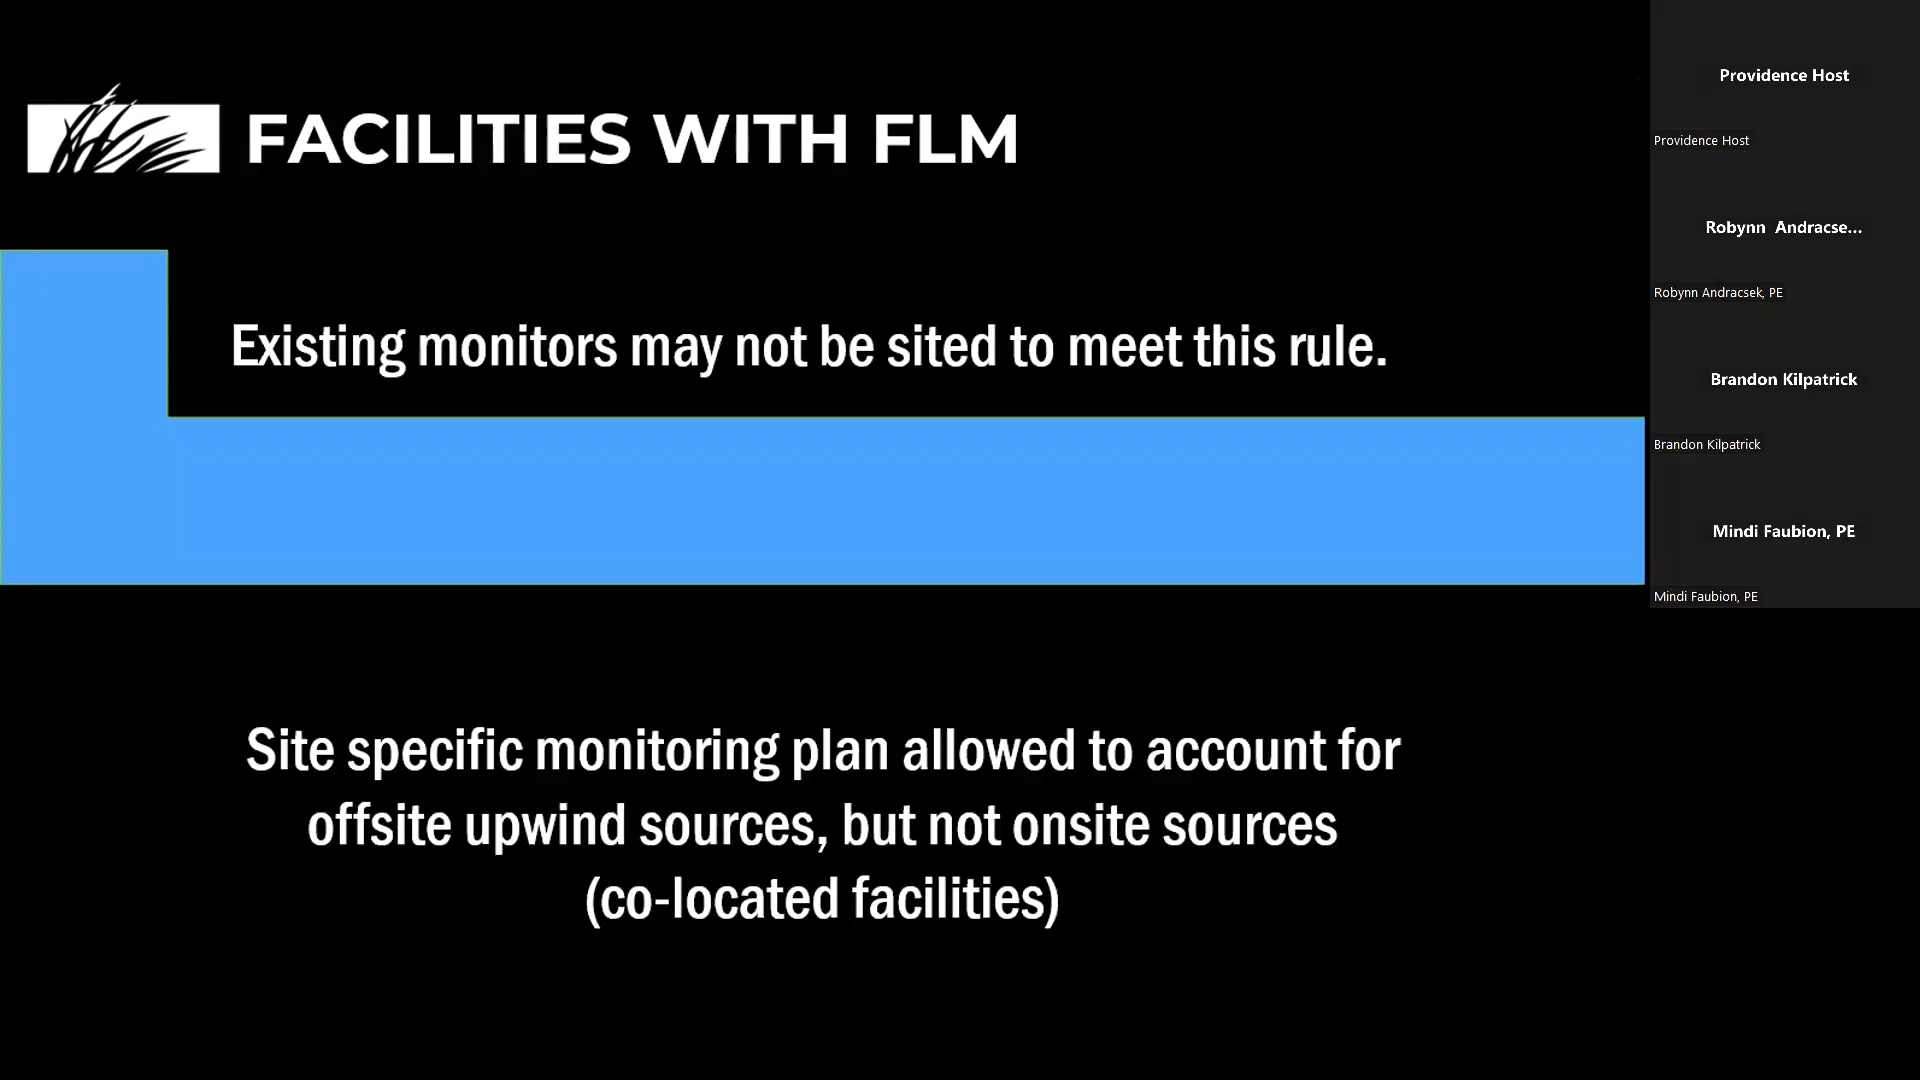 FACILITIES WITH FLM
Existing monitors may not be sited to meet this rule.
Site specific monitoring plan allowed to account for
offsite upwind sources, but not onsite sources
(co-located facilities)
Providence Host
Providence Host
Robynn Andracse...
Robynn Andracsek, PE
Brandon Kilpatrick
Brandon Kilpatrick
Mindi Faubion, PE
Mindi Faubion, PE